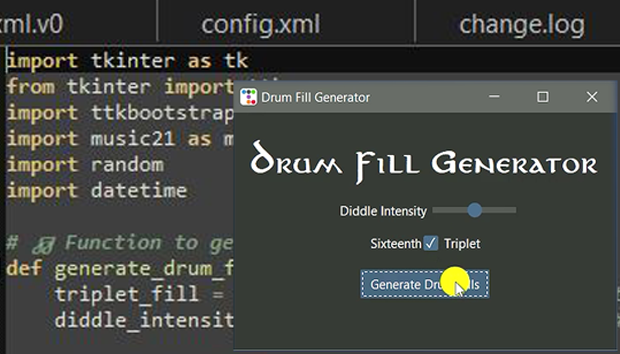 xml.v0 config.xml change.log
import tkinter as tk
from tkinter import
import ttkbootstrap
import music21 as m
import random
import datetime
# Function to ge
def generate_drum_f
triplet_fill =
diddle_intensit
Drum Fill Generator
Drum Fill Generator
Diddle Intensity
Sixteenth Triplet
Generate Drum Fills